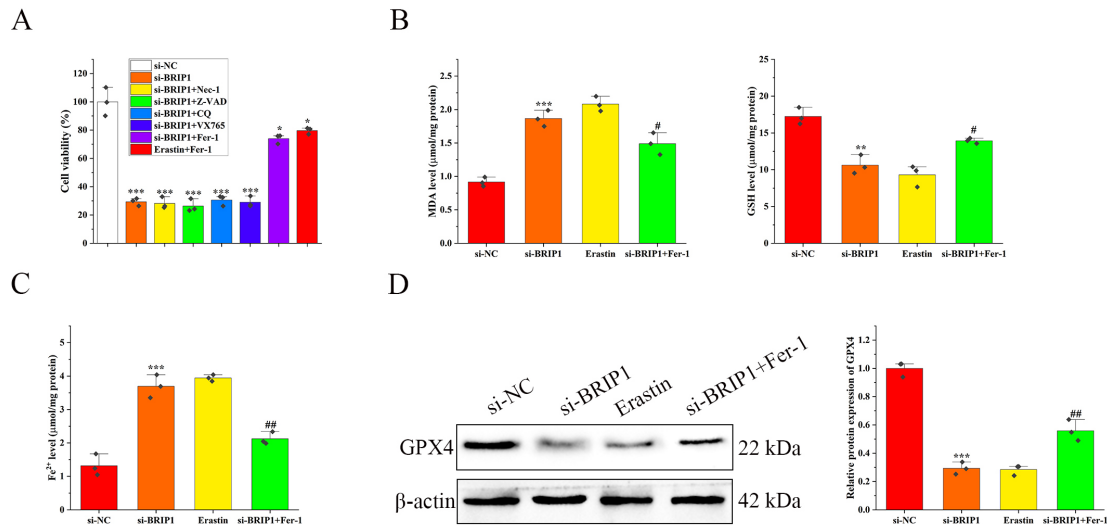 A
B
si-NC
si-BRIP1
si-BRIP1+Nec-1
si-BRIP1+Z-VAD
si-BRIP1+CQ
si-BRIP1+VX765
si-BRIP1+Fer-1
Erastin+Fer-1
Cell viability (%)
0
20
40
60
80
100
120
***
***
***
***
***
*
*
MDA level (μmol/mg protein)
0.0
0.5
1.0
1.5
2.0
2.5
***
#
si-NC
si-BRIP1
Erastin
si-BRIP1+Fer-1
GSH level (μmol/mg protein)
0
5
10
15
20
25
**
#
si-NC
si-BRIP1
Erastin
si-BRIP1+Fer-1
C
D
Fe²⁺ level (μmol/mg protein)
0
1
2
3
4
5
***
##
si-NC
si-BRIP1
Erastin
si-BRIP1+Fer-1
si-NC
si-BRIP1
Erastin
si-BRIP1+Fer-1
GPX4
22 kDa
β-actin
42 kDa
Relative protein expression of GPX4
0.0
0.2
0.4
0.6
0.8
1.0
1.2
***
##
si-NC
si-BRIP1
Erastin
si-BRIP1+Fer-1